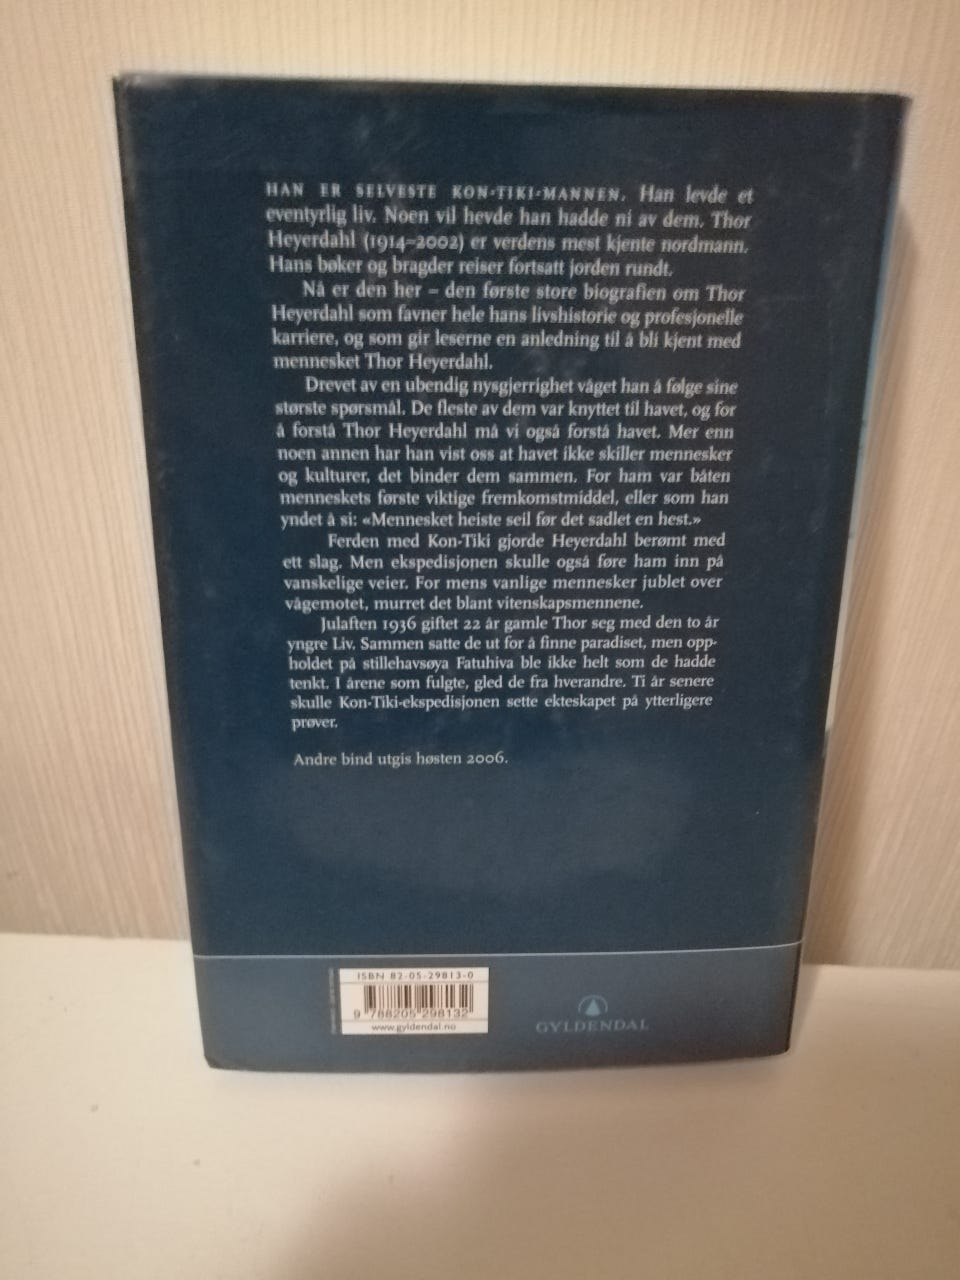 HAN ER SELVESTE KON-TIKI-MANNEN. Han levde et
eventyrlig liv. Noen vil hevde han hadde ni av dem. Thor
Heyerdahl (1914–2002) er verdens mest kjente nordmann.
Hans bøker og bragder reiser fortsatt jorden rundt.
Nå er den her – den første store biografien om Thor
Heyerdahl som favner hele hans livshistorie og profesjonelle
karriere, og som gir leserne en anledning til å bli kjent med
mennesket Thor Heyerdahl.
Drevet av en ubendig nysgjerrighet våget han å følge sine
største spørsmål. De fleste av dem var knyttet til havet, og for
å forstå Thor Heyerdahl må vi også forstå havet. Mer enn
noen annen har han vist oss at havet ikke skiller mennesker
og kulturer, det binder dem sammen. For ham var båten
menneskets første viktige fremkomstmiddel, eller som han
yndet å si: «Mennesket heiste seil før det sadlet en hest.»
Ferden med Kon-Tiki gjorde Heyerdahl berømt med
ett slag. Men ekspedisjonen skulle også føre ham inn på
vanskelige veier. For mens vanlige mennesker jublet over
vågemotet, murret det blant vitenskapsmennene.
Julaften 1936 giftet 22 år gamle Thor seg med den to år
yngre Liv. Sammen satte de ut for å finne paradiset, men opp-
holdet på stillehavsøya Fatuhiva ble ikke helt som de hadde
tenkt. I årene som fulgte, gled de fra hverandre. Ti år senere
skulle Kon-Tiki-ekspedisjonen sette ekteskapet på ytterligere
prøver.
Andre bind utgis høsten 2006.
ISBN 82-05-29813-0
9 788205 298132
www.gyldendal.no
GYLDENDAL